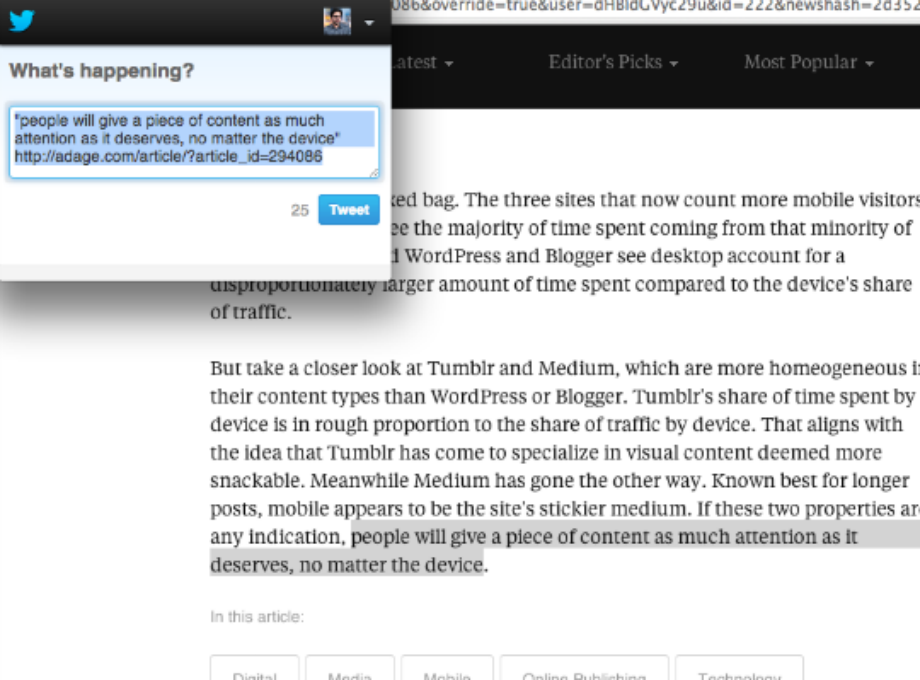 086&override=true&user=dHBldGVyc29u&id=222&newshash=2d352
What's happening?
"people will give a piece of content as much
attention as it deserves, no matter the device"
http://adage.com/article/?article_id=294086
25 Tweet
Latest Editor's Picks Most Popular
ked bag. The three sites that now count more mobile visitors
ee the majority of time spent coming from that minority of
d WordPress and Blogger see desktop account for a
disproportionately larger amount of time spent compared to the device's share
of traffic.
But take a closer look at Tumblr and Medium, which are more homeogeneous in
their content types than WordPress or Blogger. Tumblr's share of time spent by
device is in rough proportion to the share of traffic by device. That aligns with
the idea that Tumblr has come to specialize in visual content deemed more
snackable. Meanwhile Medium has gone the other way. Known best for longer
posts, mobile appears to be the site's stickier medium. If these two properties are
any indication, people will give a piece of content as much attention as it
deserves, no matter the device.
In this article:
Digital Media Mobile Online Publishing Technology